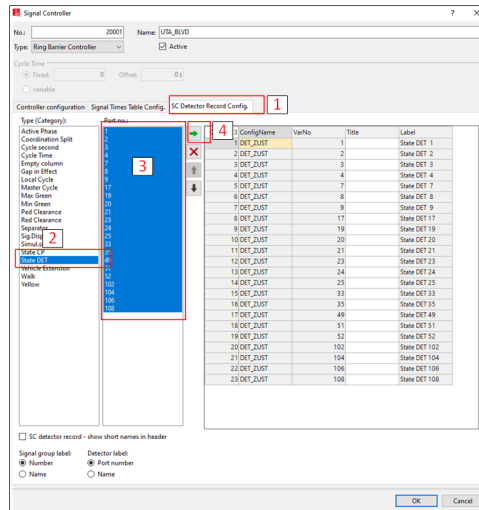 Signal Controller
? ×
No.: 20001 Name: UTA_BLVD
Type: Ring Barrier Controller Active
Cycle Time
Fixed: 0 Offset: 0 s
variable
Controller configuration Signal Times Table Config. SC Detector Record Config. 1
Type (Category): Port no.:
Active Phase
Coordination Split
Cycle second
Cycle Time
Empty column
Gap in Effect
Local Cycle
Master Cycle
Max Green
Min Green
Ped Clearance
Red Clearance
Separator
Sig.Disp
Simul.s
State CP
State DET
Vehicle Extension
Walk
Yellow
2
1
2
3
4
7
8
9
17
19
20
21
23
24
25
33
35
49
51
52
102
104
106
108
3
4
3 ConfigName VarNo Title Label
1 DET_ZUST 1 State DET 1
2 DET_ZUST 2 State DET 2
3 DET_ZUST 3 State DET 3
4 DET_ZUST 4 State DET 4
5 DET_ZUST 7 State DET 7
6 DET_ZUST 8 State DET 8
7 DET_ZUST 9 State DET 9
8 DET_ZUST 17 State DET 17
9 DET_ZUST 19 State DET 19
10 DET_ZUST 20 State DET 20
11 DET_ZUST 21 State DET 21
12 DET_ZUST 23 State DET 23
13 DET_ZUST 24 State DET 24
14 DET_ZUST 25 State DET 25
15 DET_ZUST 33 State DET 33
16 DET_ZUST 35 State DET 35
17 DET_ZUST 49 State DET 49
18 DET_ZUST 51 State DET 51
19 DET_ZUST 52 State DET 52
20 DET_ZUST 102 State DET 102
21 DET_ZUST 104 State DET 104
22 DET_ZUST 106 State DET 106
23 DET_ZUST 108 State DET 108
SC detector record - show short names in header
Signal group label: Detector label:
Number Port number
Name Name
OK Cancel